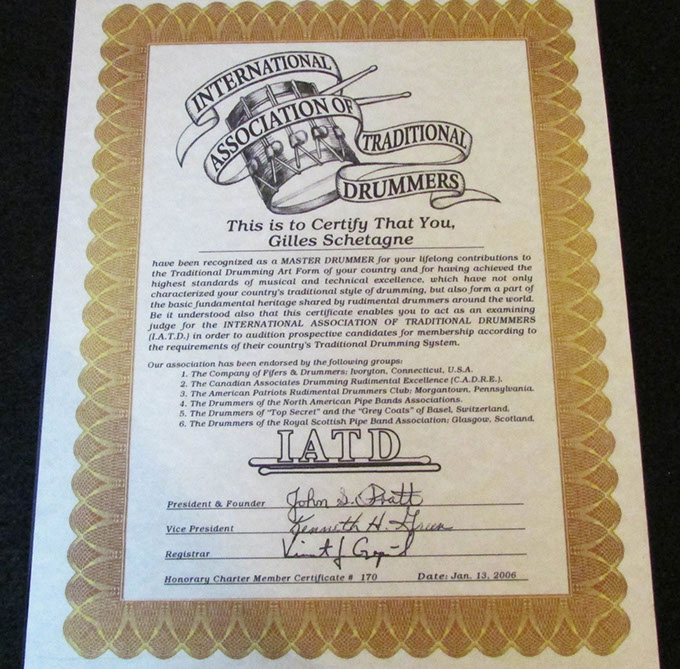 INTERNATIONAL
ASSOCIATION OF
TRADITIONAL
DRUMMERS
This is to Certify That You,
Gilles Schetagne
have been recognized as a MASTER DRUMMER for your lifelong contributions to
the Traditional Drumming Art Form of your country and for having achieved the
highest standards of musical and technical excellence, which have not only
characterized your country's traditional style of drumming, but also form a part of
the basic fundamental heritage shared by rudimental drummers around the world.
Be it understood also that this certificate enables you to act as an examining
judge for the INTERNATIONAL ASSOCIATION OF TRADITIONAL DRUMMERS
(I.A.T.D.) in order to audition prospective candidates for membership according to
the requirements of their country's Traditional Drumming System.
Our association has been endorsed by the following groups:
1. The Company of Fifers & Drummers; Ivoryton, Connecticut, U.S.A.
2. The Canadian Associates Drumming Rudimental Excellence (C.A.D.R.E.).
3. The American Patriots Rudimental Drummers Club; Morgantown, Pennsylvania.
4. The Drummers of the North American Pipe Bands Associations.
5. The Drummers of "Top Secret" and the "Grey Coats" of Basel, Switzerland.
6. The Drummers of the Royal Scottish Pipe Band Association; Glasgow, Scotland.
IATD
President & Founder John S. Pratt
Vice President Kenneth H. Green
Registrar
Honorary Charter Member Certificate # 170 Date: Jan. 13, 2006